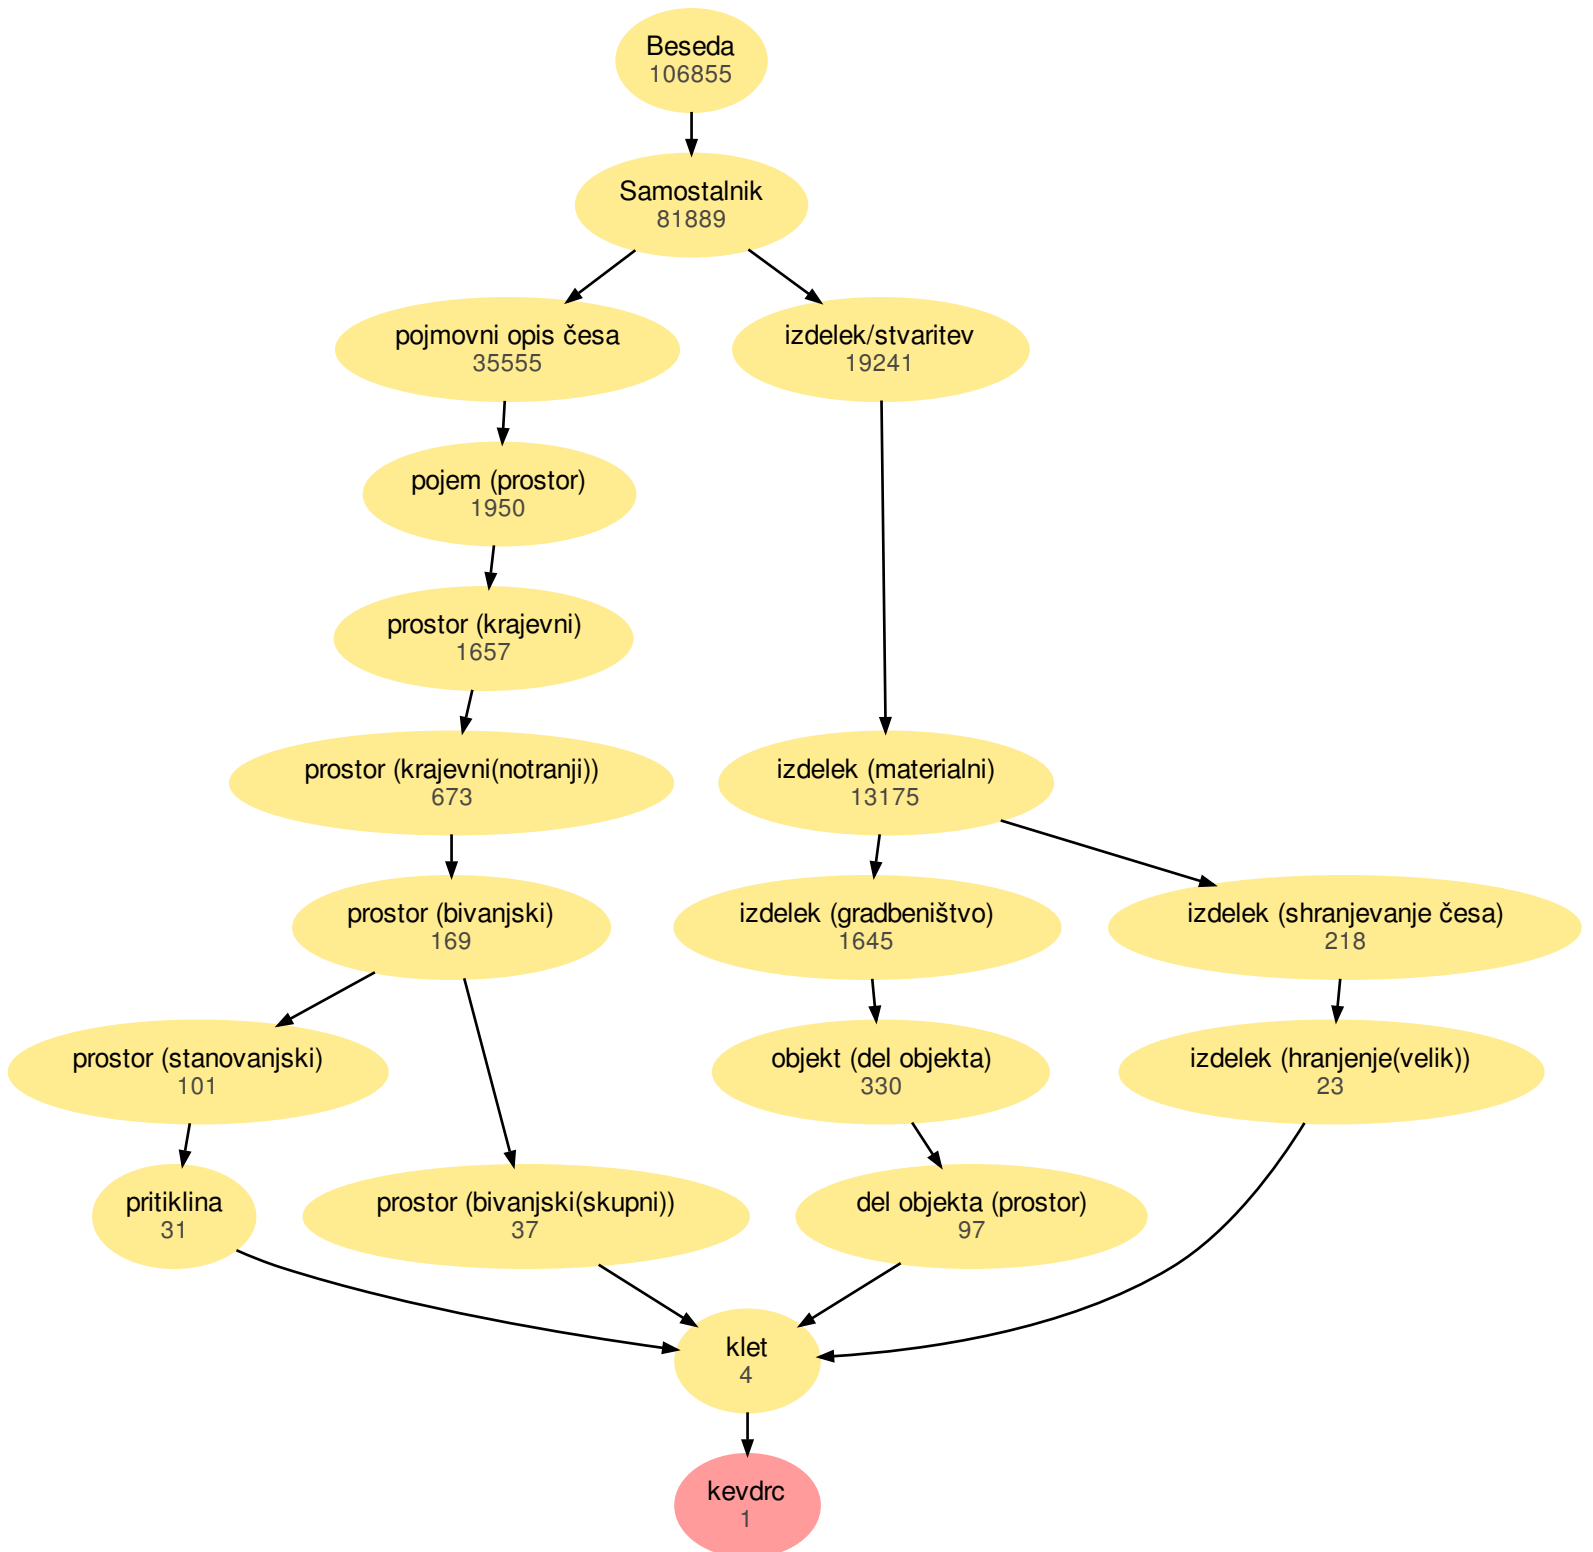 Beseda
106855
Samostalnik
81889
pojmovni opis česa
35555
izdelek/stvaritev
19241
pojem (prostor)
1950
prostor (krajevni)
1657
prostor (krajevni(notranji))
673
izdelek (materialni)
13175
prostor (bivanjski)
169
izdelek (gradbeništvo)
1645
izdelek (shranjevanje česa)
218
prostor (stanovanjski)
101
objekt (del objekta)
330
izdelek (hranjenje(velik))
23
pritiklina
31
prostor (bivanjski(skupni))
37
del objekta (prostor)
97
klet
4
kevdrc
1